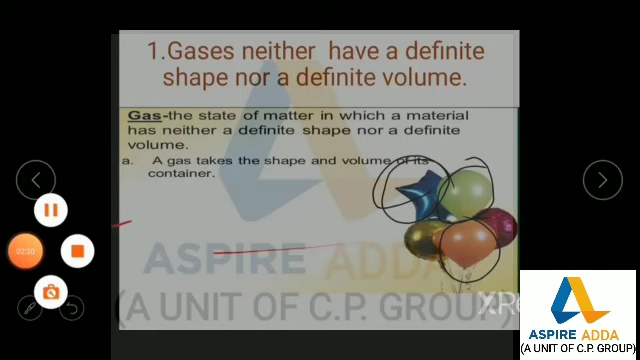 1.Gases neither have a definite
shape nor a definite volume.
Gas-the state of matter in which a material
has neither a definite shape nor a definite
volume.
a. A gas takes the shape and volume of its
container.
ASPIRE ADDA
(A UNIT OF C.P. GROUP)
02:20
ASPIRE ADDA
(A UNIT OF C.P. GROUP)